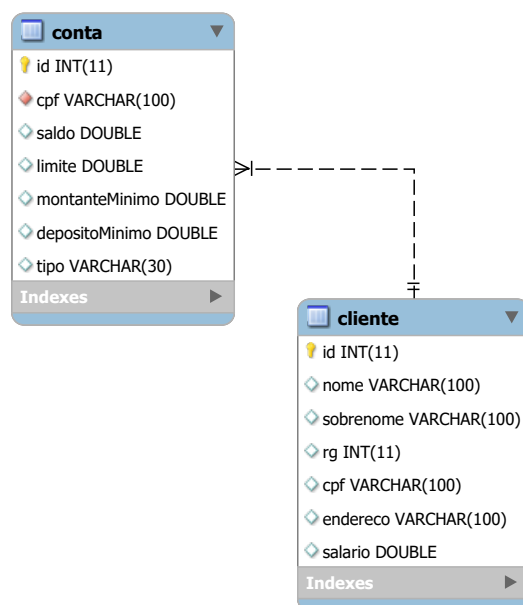 conta
id INT(11)
cpf VARCHAR(100)
saldo DOUBLE
limite DOUBLE
montanteMinimo DOUBLE
depositoMinimo DOUBLE
tipo VARCHAR(30)
Indexes
cliente
id INT(11)
nome VARCHAR(100)
sobrenome VARCHAR(100)
rg INT(11)
cpf VARCHAR(100)
endereco VARCHAR(100)
salario DOUBLE
Indexes